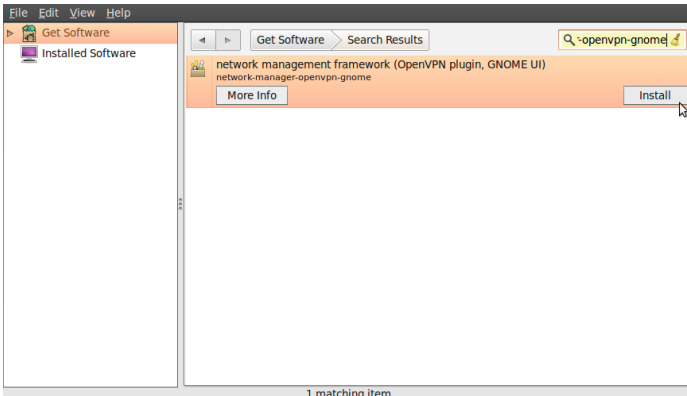 File Edit View Help
Get Software
Installed Software
Get Software Search Results
-openvpn-gnome
network management framework (OpenVPN plugin, GNOME UI)
network-manager-openvpn-gnome
More Info
Install
1 matching item